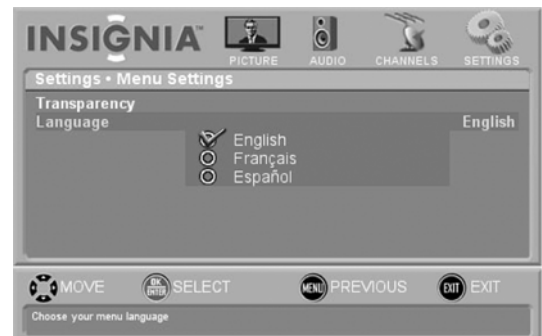 INSIGNIA
PICTURE AUDIO CHANNELS SETTINGS
Settings • Menu Settings
Transparency
Language English
English
Français
Español
MOVE OK ENTER SELECT MENU PREVIOUS EXIT EXIT
Choose your menu language